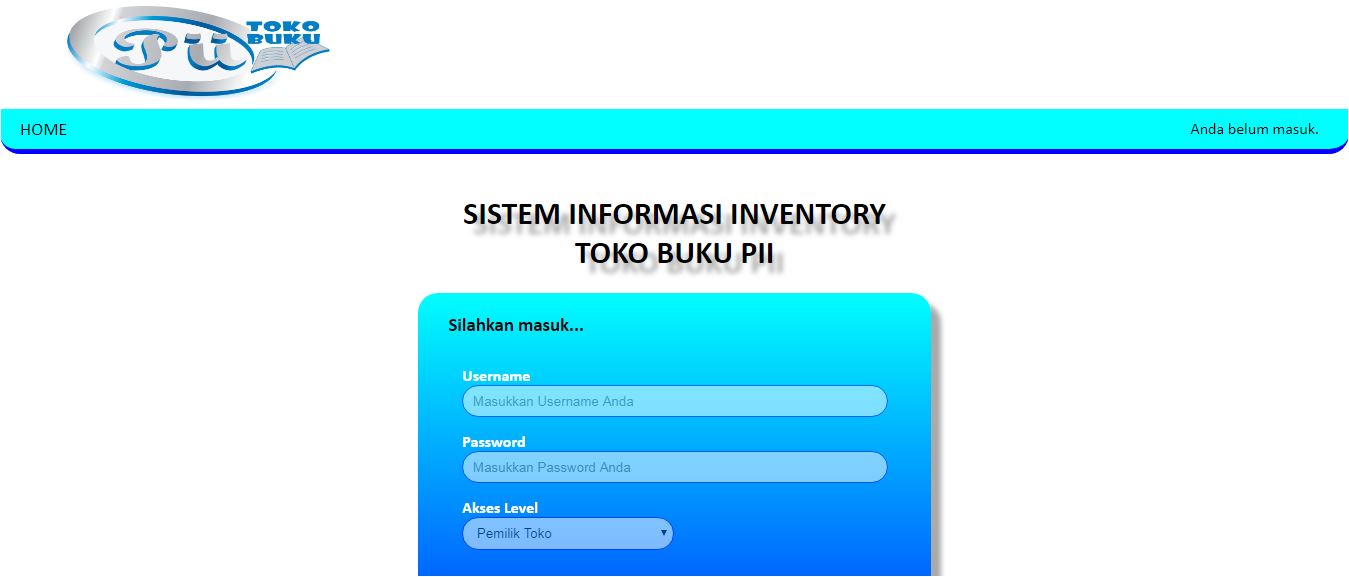 Pii
TOKO
BUKU
HOME
Anda belum masuk.
SISTEM INFORMASI INVENTORY
TOKO BUKU PII
Silahkan masuk...
Username
Masukkan Username Anda
Password
Masukkan Password Anda
Akses Level
Pemilik Toko